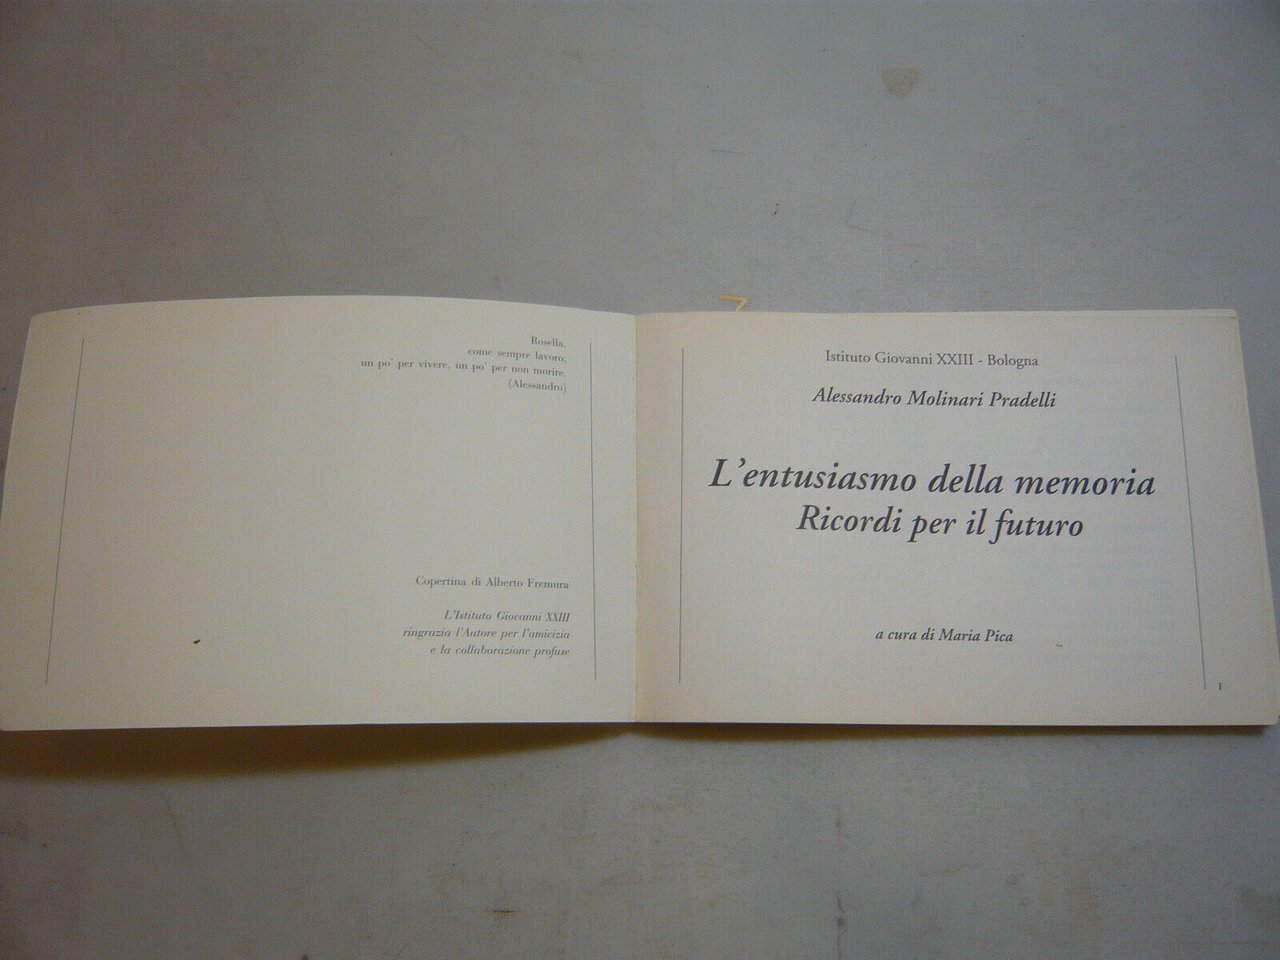 Rosella,
come sempre lavoro;
un po' per vivere, un po' per non morire.
(Alessandro)
Copertina di Alberto Fremura
L'Istituto Giovanni XXIII
ringrazia l'Autore per l'amicizia
e la collaborazione profuse
Istituto Giovanni XXIII - Bologna
Alessandro Molinari Pradelli
L'entusiasmo della memoria
Ricordi per il futuro
a cura di Maria Pica
1